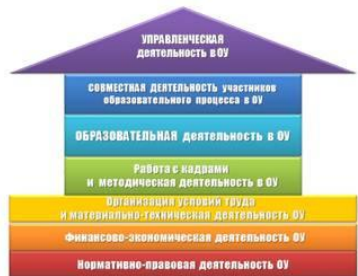 УПРАВЛЕНЧЕСКАЯ
деятельность в ОУ
СОВМЕСТНАЯ ДЕЯТЕЛЬНОСТЬ участников
образовательного процесса в ОУ
ОБРАЗОВАТЕЛЬНАЯ деятельность в ОУ
Работа с кадрами
и методическая деятельность в ОУ
Организация условий труда
и материально-техническая деятельность ОУ
Финансово-экономическая деятельность ОУ
Нормативно-правовая деятельность ОУ